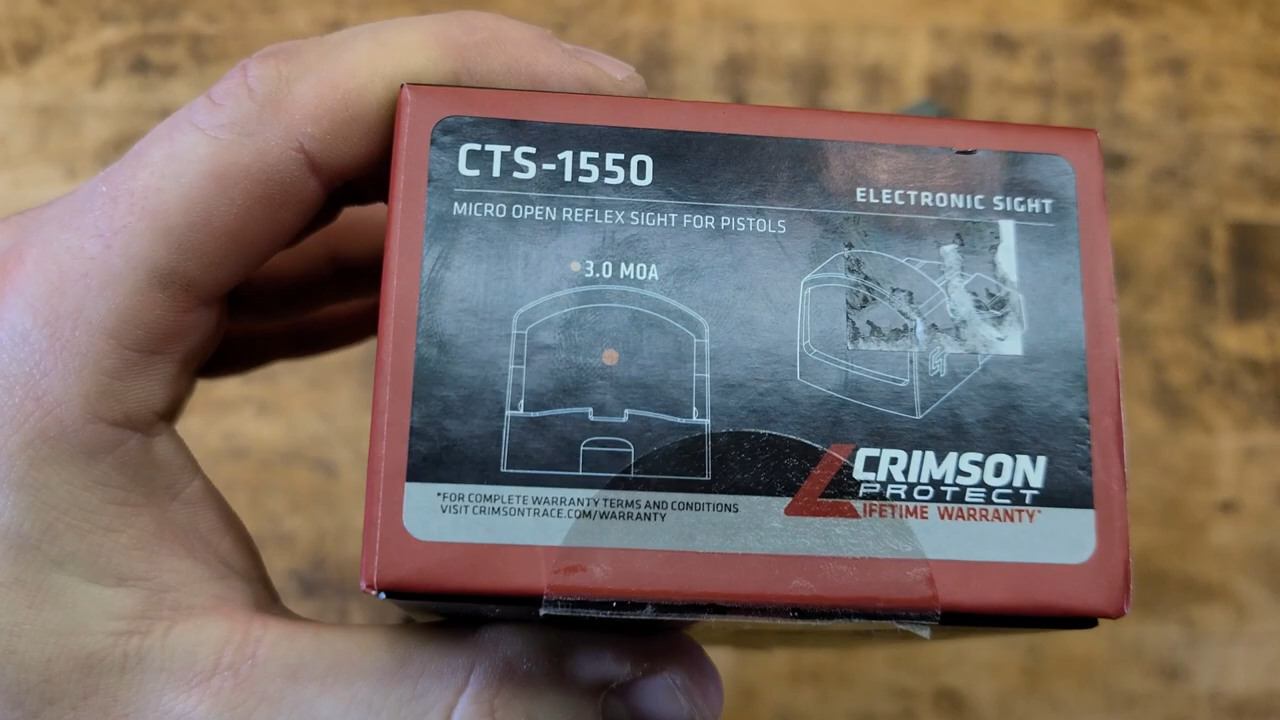 CTS-1550
ELECTRONIC SIGHT
MICRO OPEN REFLEX SIGHT FOR PISTOLS
3.0 MOA
CRIMSON
PROTECT
LIFETIME WARRANTY*
*FOR COMPLETE WARRANTY TERMS AND CONDITIONS
VISIT CRIMSONTRACE.COM/WARRANTY